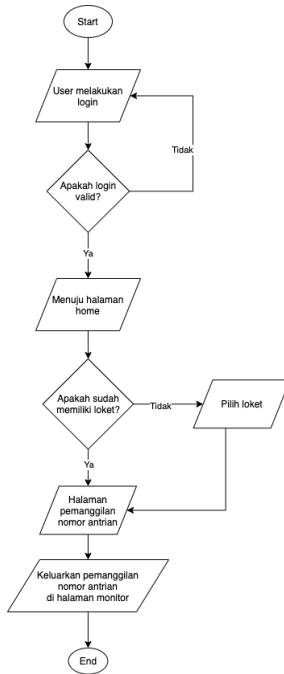 Start
User melakukan
login
Tidak
Apakah login
valid?
Ya
Menuju halaman
home
Apakah sudah
memiliki loket?
Tidak
Pilih loket
Ya
Halaman
pemanggilan
nomor antrian
Keluarkan pemanggilan
nomor antrian
di halaman monitor
End